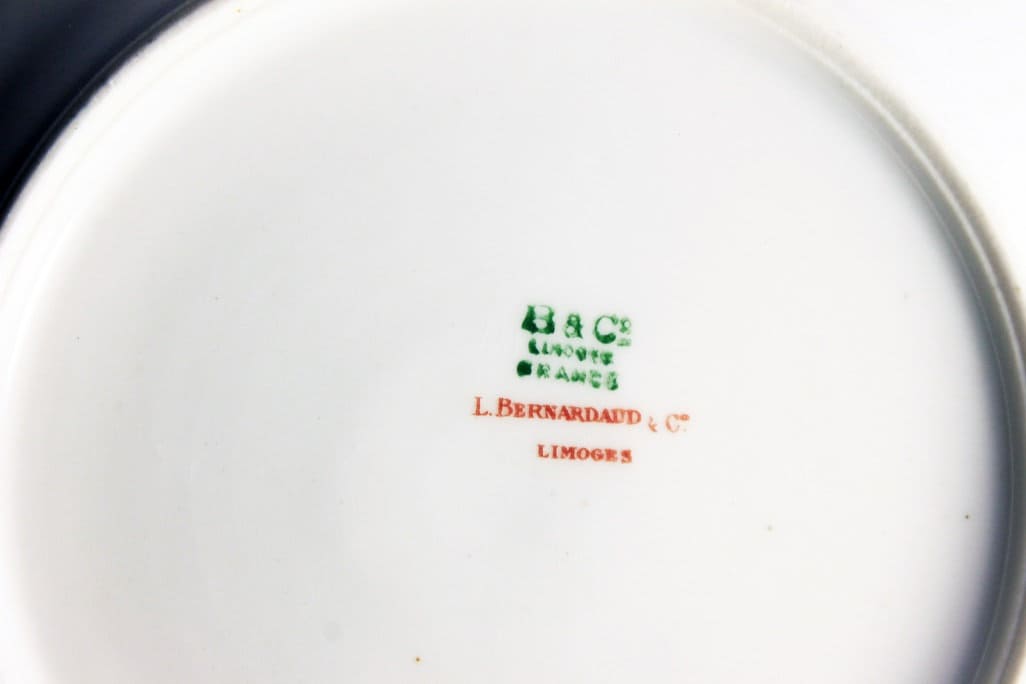 B & Cº
LIMOGES
FRANCE
L. BERNARDAUD & Cº
LIMOGES